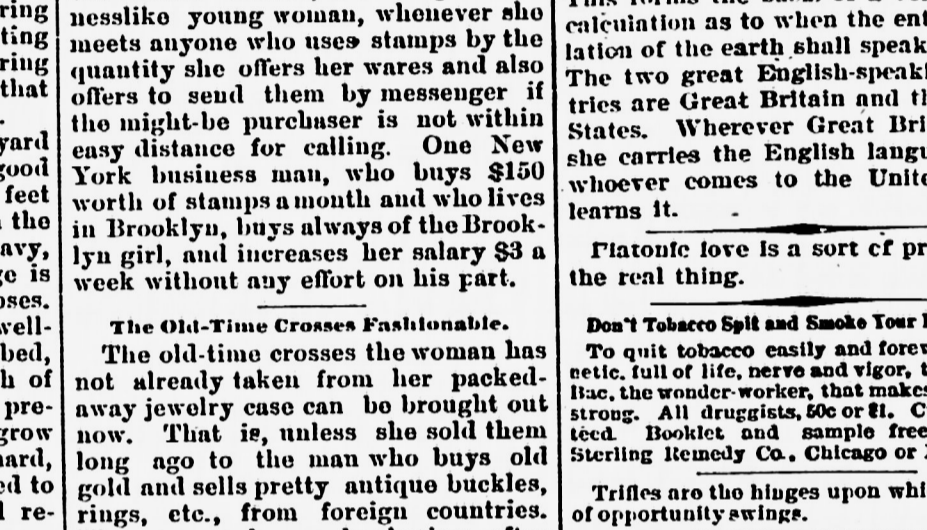 ring
ting
ring
that
.
yard
good
feet
the
avy,
ge is
oses.
well-
bed,
h of
pre-
grow
hard,
ed to
re-
nesslike young woman, whenever she
meets anyone who uses stamps by the
quantity she offers her wares and also
offers to send them by messenger if
the might-be purchaser is not within
easy distance for calling. One New
York business man, who buys $150
worth of stamps a month and who lives
in Brooklyn, buys always of the Brook-
lyn girl, and increases her salary $3 a
week without any effort on his part.
The Old-Time Crosses Fashionable.
The old-time crosses the woman has
not already taken from her packed-
away jewelry case can be brought out
now. That is, unless she sold them
long ago to the man who buys old
gold and sells pretty antique buckles,
rings, etc., from foreign countries.
calculation as to when the ent
lation of the earth shall speak
The two great English-speaki
tries are Great Britain and th
States. Wherever Great Bri
she carries the English langu
whoever comes to the Unite
learns it.
Platonic love is a sort of pr
the real thing.
Don't Tobacco Spit and Smoke Your
To quit tobacco easily and forev
netic, full of life, nerve and vigor, t
Bac, the wonder-worker, that makes
strong. All druggists, 50c or $1. C
teed. Booklet and sample free
Sterling Remedy Co., Chicago or
Trifles are the hinges upon whi
of opportunity swings.